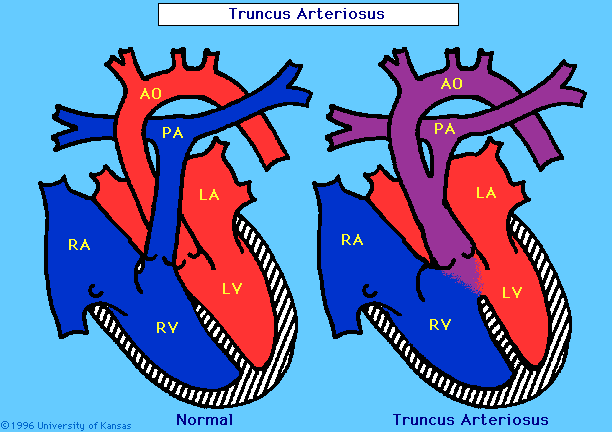 Truncus Arteriosus
AO
PA
LA
RA
LV
RV
AO
PA
LA
RA
LV
RV
Normal
Truncus Arteriosus
©1996 University of Kansas